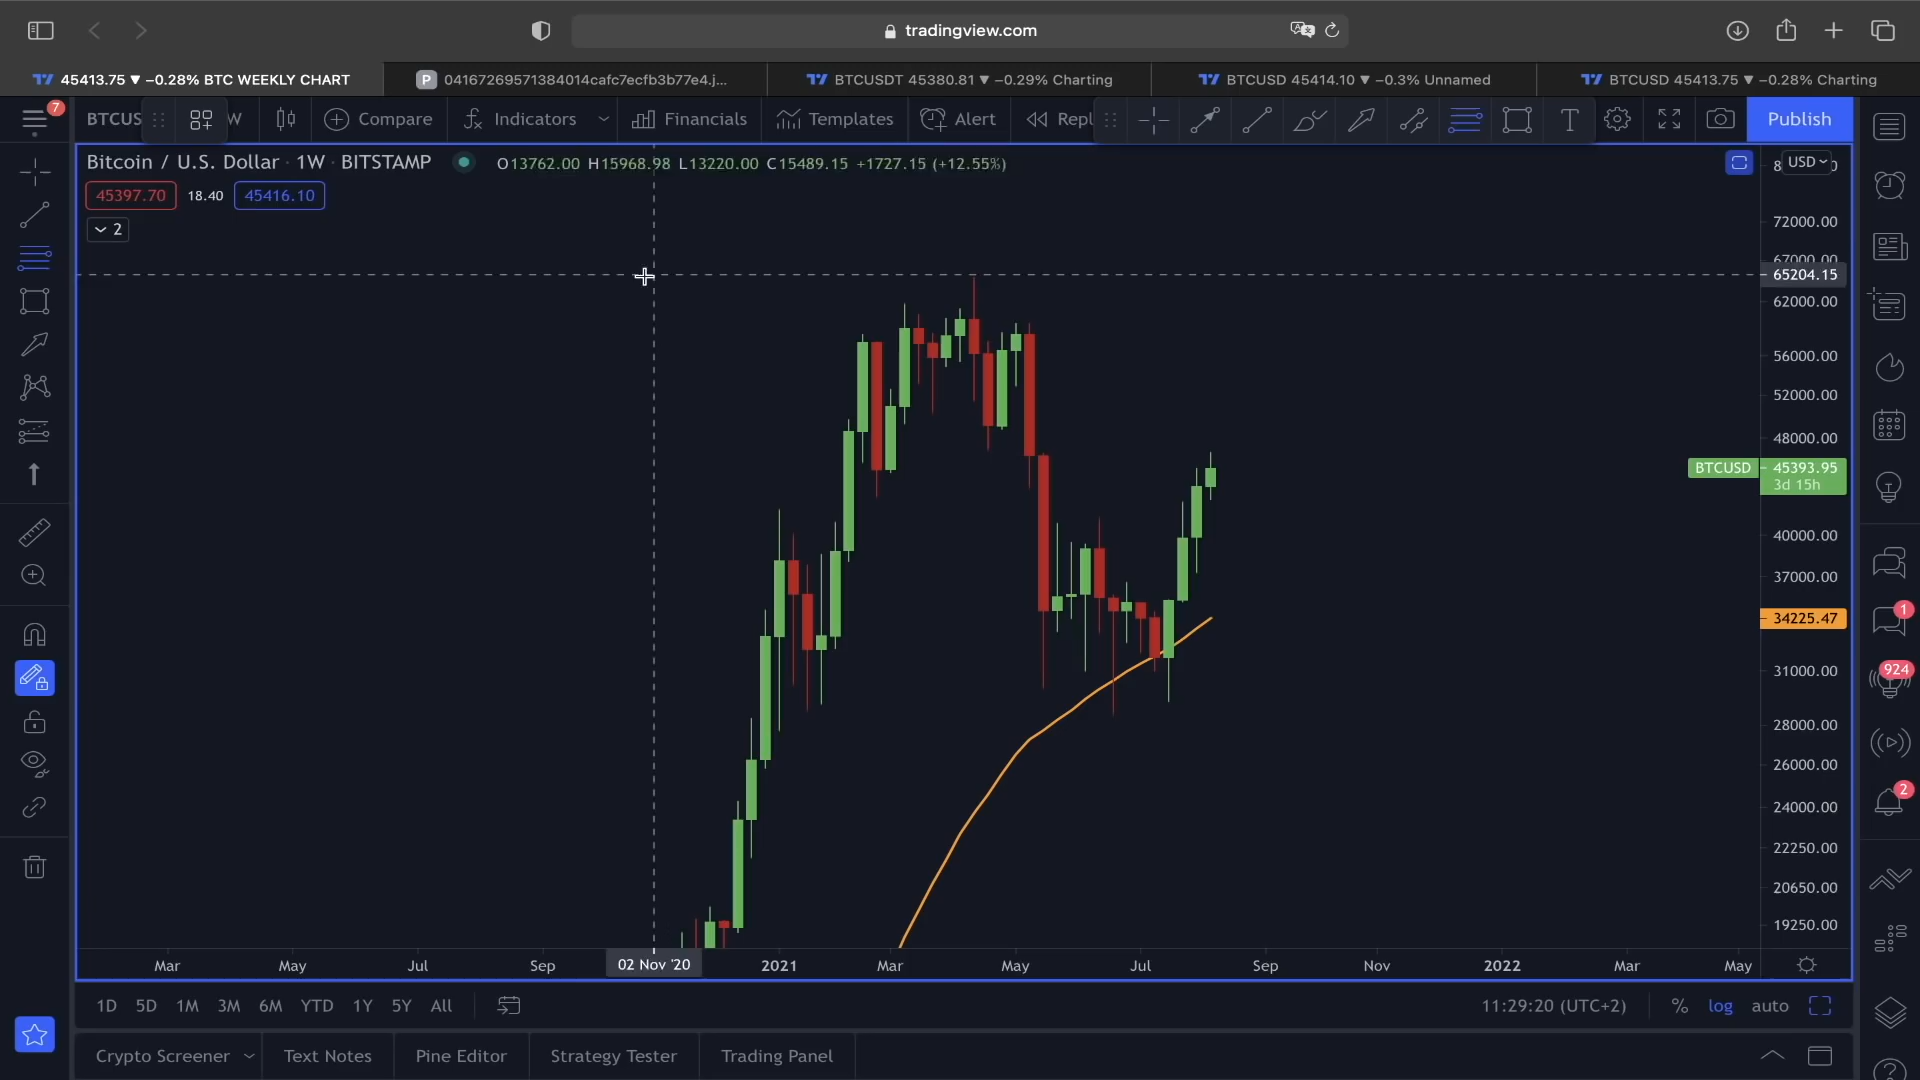 tradingview.com
45413.75 ▼ −0.28% BTC WEEKLY CHART
P 04167269571384014cafc7ecfb3b77e4.j...
BTCUSDT 45380.81 ▼ −0.29% Charting
BTCUSD 45414.10 ▼ −0.3% Unnamed
BTCUSD 45413.75 ▼ −0.28% Charting
7
BTCUS W Compare Indicators Financials Templates Alert Repl T Publish
Bitcoin / U.S. Dollar · 1W · BITSTAMP O13762.00 H15968.98 L13220.00 C15489.15 +1727.15 (+12.55%)
USD
45397.70 18.40 45416.10
2
72000.00
67000.00
65204.15
62000.00
56000.00
52000.00
48000.00
BTCUSD 45393.95
3d 15h
40000.00
37000.00
34225.47
31000.00
28000.00
26000.00
24000.00
22250.00
20650.00
19250.00
1
924
2
Mar May Jul Sep 02 Nov '20 2021 Mar May Jul Sep Nov 2022 Mar May
1D 5D 1M 3M 6M YTD 1Y 5Y All 11:29:20 (UTC+2) % log auto
Crypto Screener Text Notes Pine Editor Strategy Tester Trading Panel